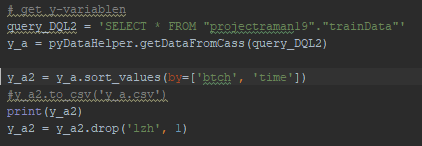 # get y-variablen
query_DQL2 = 'SELECT * FROM "projectraman19"."trainData"'
y_a = pyDataHelper.getDataFromCass(query_DQL2)
y_a2 = y_a.sort_values(by=['btch', 'time'])
#y_a2.to_csv('y_a.csv')
print(y_a2)
y_a2 = y_a2.drop('lzh', 1)